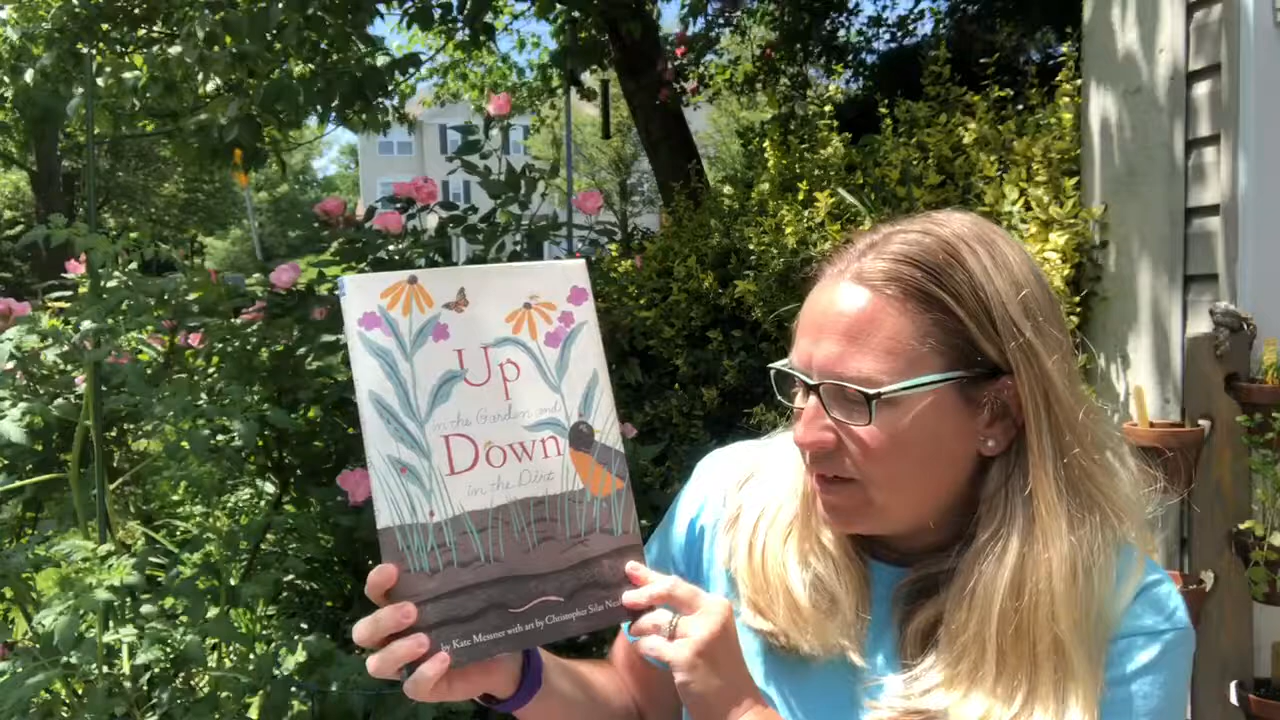 Up
in the Garden and
Down
in the Dirt
by Kate Messner with art by Christopher Silas Neal